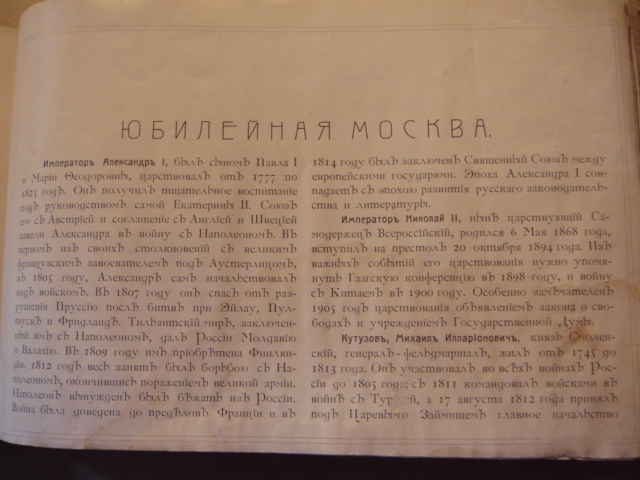 ЮБИЛЕЙНАЯ МОСКВА.
Императоръ Александръ I, былъ сыномъ Павла I
и Маріи Ѳеодоровны, царствовалъ отъ 1777 по
1825 годъ. Онъ получилъ тщательное воспитаніе
подъ руководствомъ самой Екатерины II. Союзъ
его съ Австріей и соглашеніе съ Англіей и Швеціей
завели Александра въ войну съ Наполеономъ. Въ
первомъ изъ своихъ столкновеній съ великимъ
французскимъ завоевателемъ подъ Аустерлицомъ,
въ 1805 году, Александръ самъ начальствовалъ
надъ войскомъ. Въ 1807 году онъ спасъ отъ раз-
рушенія Пруссію послѣ битвъ при Эйлау, Пул-
тускъ и Фридландъ. Тильзитскій миръ, заключен-
ный имъ съ Наполеономъ, далъ Россіи Молдавію
и Валахію. Въ 1809 году имъ пріобрѣтена Финлян-
дія. 1812 годъ весь занятъ былъ борьбою съ На-
полеономъ, окончившись пораженіемъ великой арміи.
Наполеонъ вынужденъ былъ бѣжать изъ Россіи.
Война была доведена до предѣловъ Франціи и въ
1814 году былъ заключенъ Священный Союзъ между
европейскими государями. Эпоха Александра I сов-
падаетъ съ эпохою развитія русскаго законодатель-
ства и литературы.
Императоръ Николай II, нынѣ царствующій Са-
модержецъ Всероссійскій, родился 6 Мая 1868 года,
вступилъ на престолъ 20 октября 1894 года. Изъ
важныхъ событій его царствованія нужно упомя-
нуть Гаагскую конференцію въ 1898 году, и войну
съ Китаемъ въ 1900 году. Особенно замѣчателенъ
1905 годъ царствованія объявленіемъ закона о сво-
бодахъ и учрежденіемъ Государственной Думы.
Кутузовъ, Михаилъ Илларіоновичъ, князь Смолен-
скій, генералъ-фельдмаршалъ, жилъ отъ 1745 до
1813 года. Онъ участвовалъ во всѣхъ войнахъ Рос-
сіи до 1805 года; съ 1811 командовалъ войсками въ
войнѣ съ Турціей, а 17 августа 1812 года принялъ
подъ Царевымъ Займищемъ главное начальство